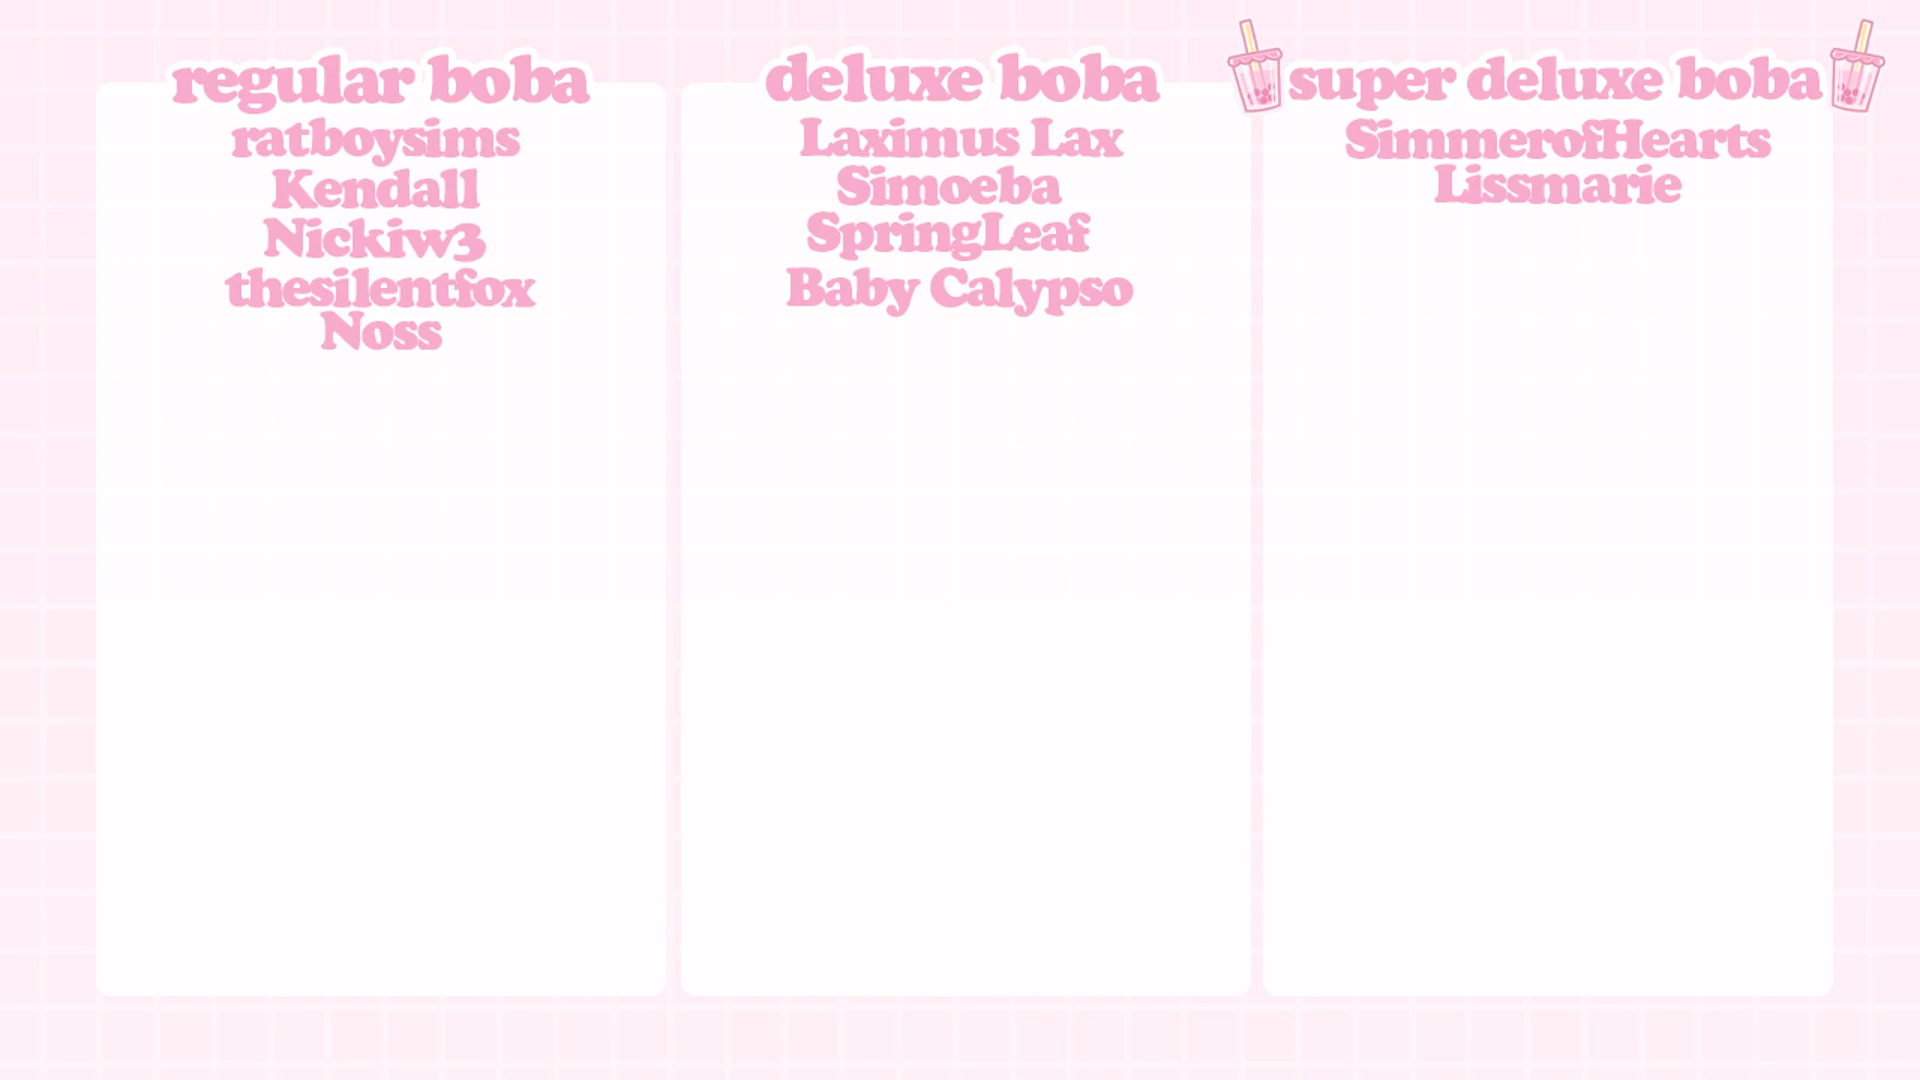 regular boba
ratboysims
Kendall
Nickiw3
thesilentfox
Noss
deluxe boba
Laximus Lax
Simoeba
SpringLeaf
Baby Calypso
super deluxe boba
SimmerofHearts
Lissmarie